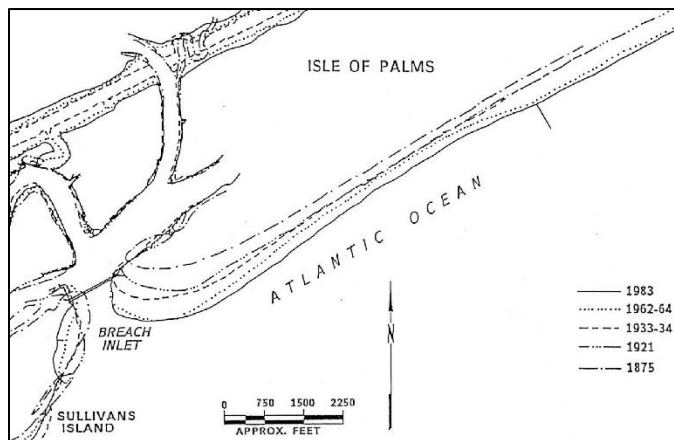 ISLE OF PALMS
ATLANTIC OCEAN
BREACH
INLET
SULLIVANS
ISLAND
N
0 750 1500 2250
APPROX. FEET
1983
1962-64
1933-34
1921
1875